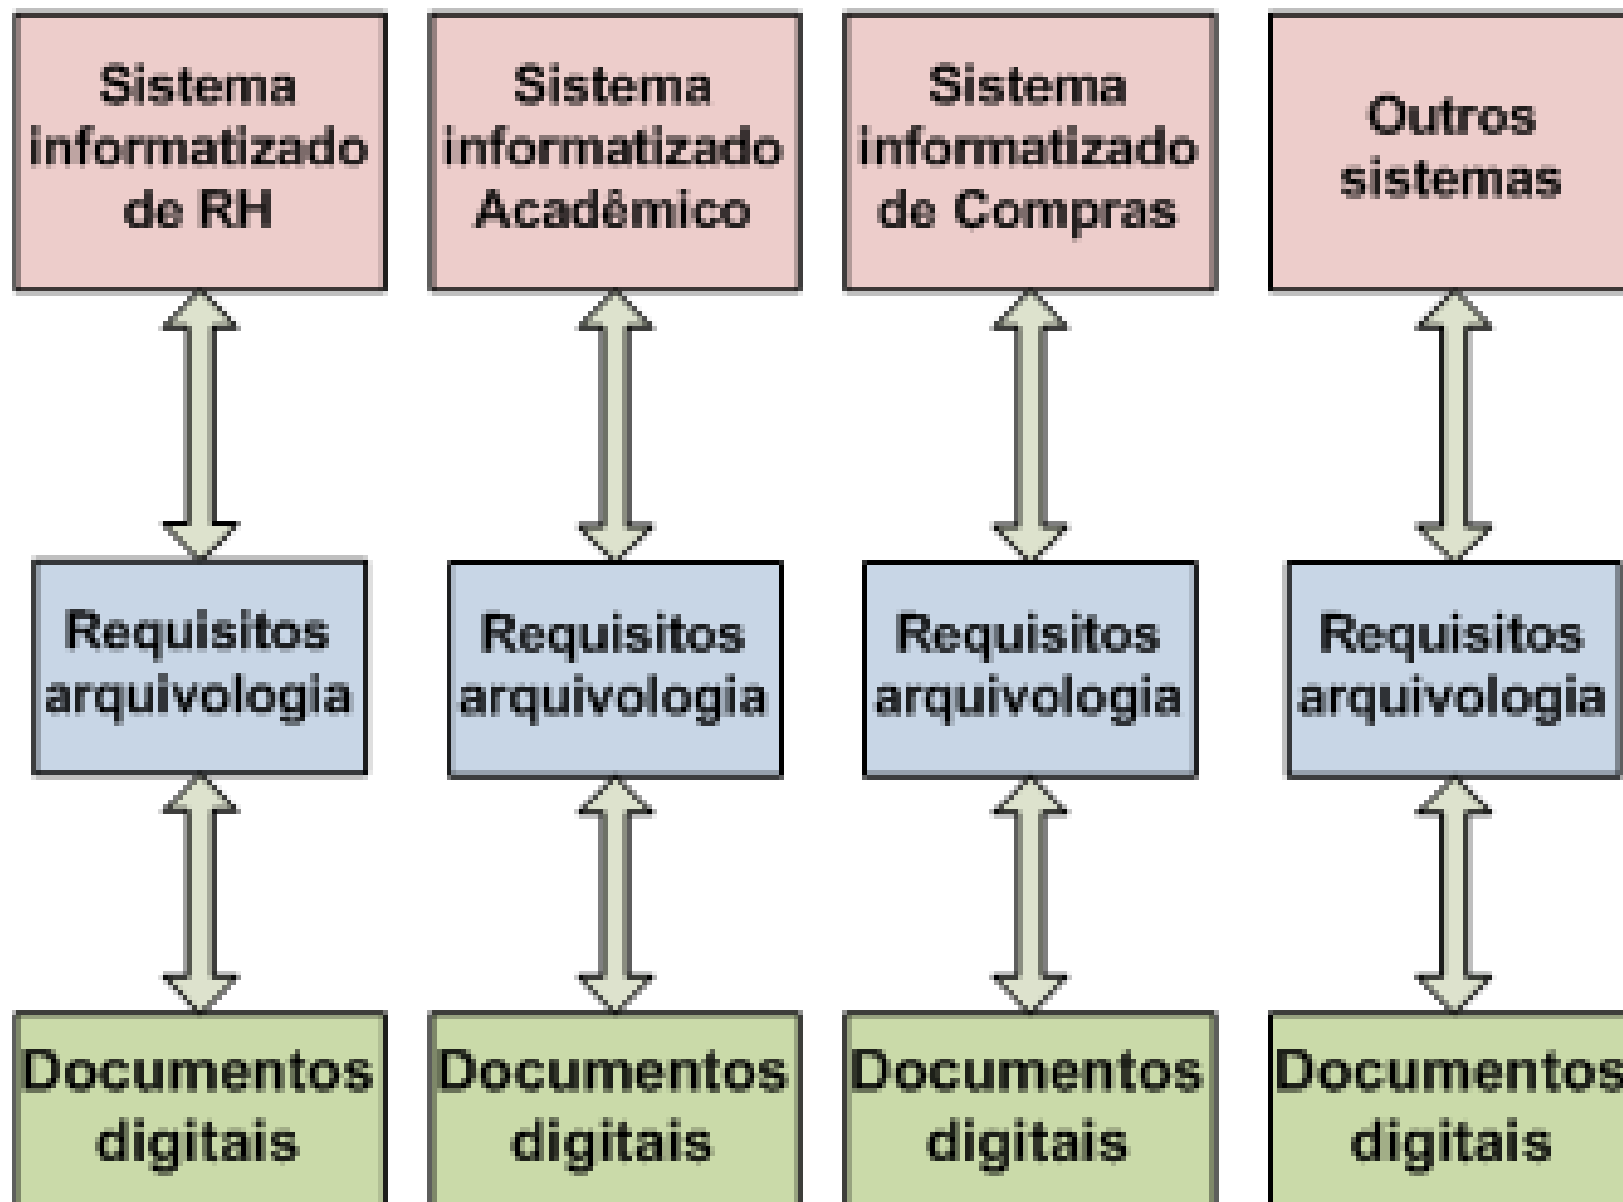 Sistema
informatizado
de RH
Sistema
informatizado
Acadêmico
Sistema
informatizado
de Compras
Outros
sistemas
Requisitos
arquivologia
Requisitos
arquivologia
Requisitos
arquivologia
Requisitos
arquivologia
Documentos
digitais
Documentos
digitais
Documentos
digitais
Documentos
digitais